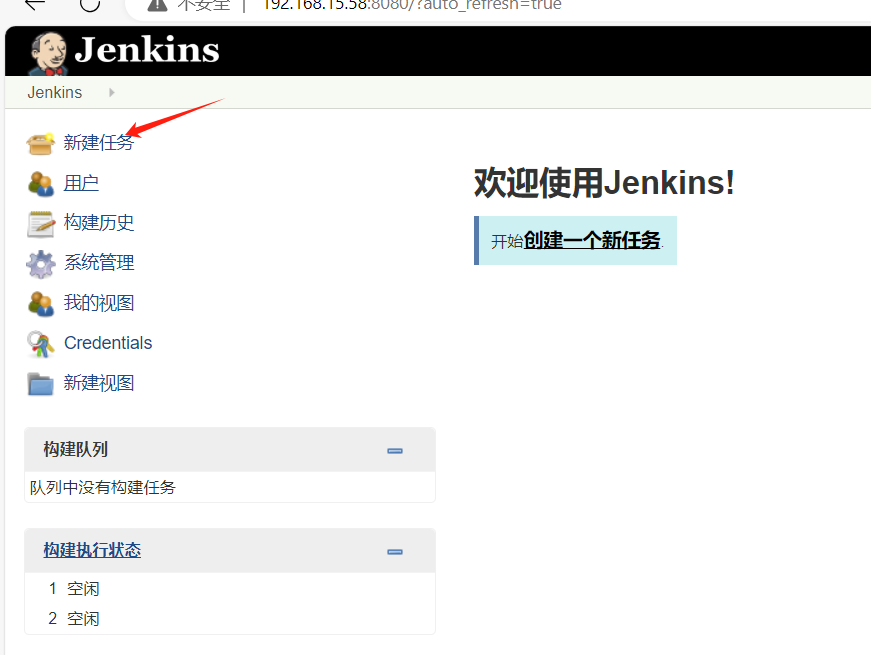 不安全 | 192.168.15.58:8080/?auto_refresh=true
Jenkins
Jenkins
新建任务
用户
构建历史
系统管理
我的视图
Credentials
新建视图
欢迎使用Jenkins!
开始创建一个新任务.
构建队列
队列中没有构建任务
构建执行状态
1 空闲
2 空闲